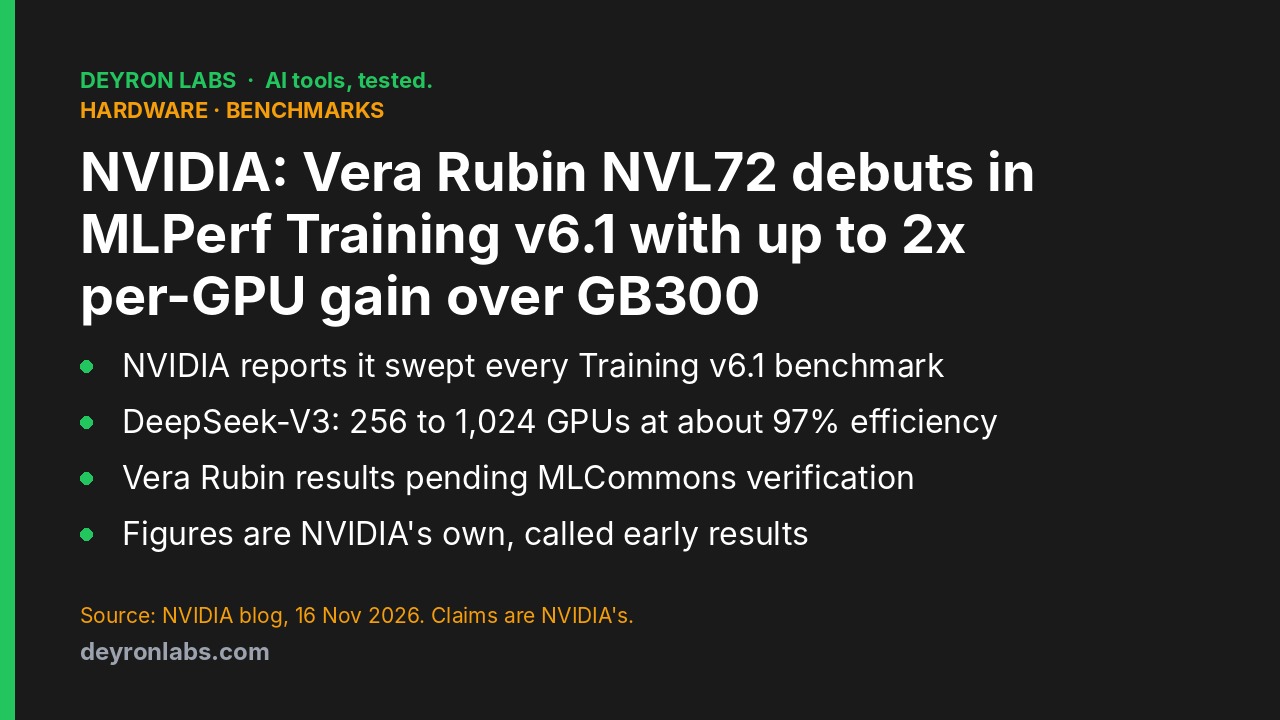 DEYRON LABS · AI tools, tested.
HARDWARE · BENCHMARKS
NVIDIA: Vera Rubin NVL72 debuts in
MLPerf Training v6.1 with up to 2x
per-GPU gain over GB300
NVIDIA reports it swept every Training v6.1 benchmark
DeepSeek-V3: 256 to 1,024 GPUs at about 97% efficiency
Vera Rubin results pending MLCommons verification
Figures are NVIDIA's own, called early results
Source: NVIDIA blog, 16 Nov 2026. Claims are NVIDIA's.
deyronlabs.com